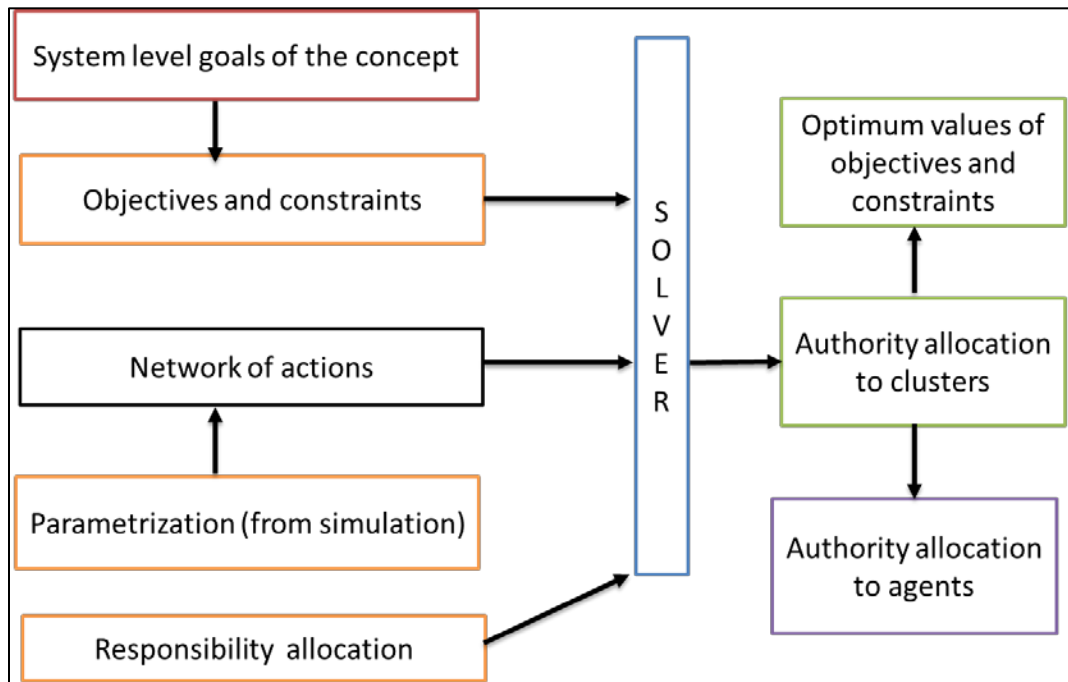 System level goals of the concept
Objectives and constraints
Network of actions
Parametrization (from simulation)
Responsibility allocation
S
O
L
V
E
R
Optimum values of
objectives and
constraints
Authority allocation
to clusters
Authority allocation
to agents